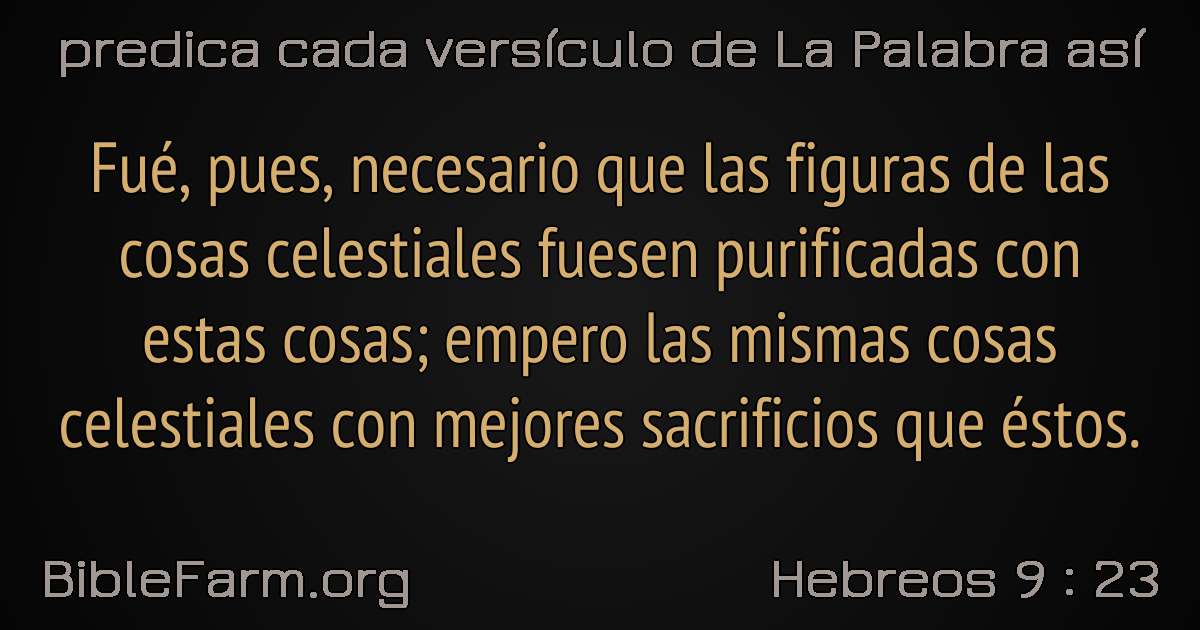 predica cada versículo de La Palabra así
Fué, pues, necesario que las figuras de las
cosas celestiales fuesen purificadas con
estas cosas; empero las mismas cosas
celestiales con mejores sacrificios que éstos.
BibleFarm.org
Hebreos 9 : 23